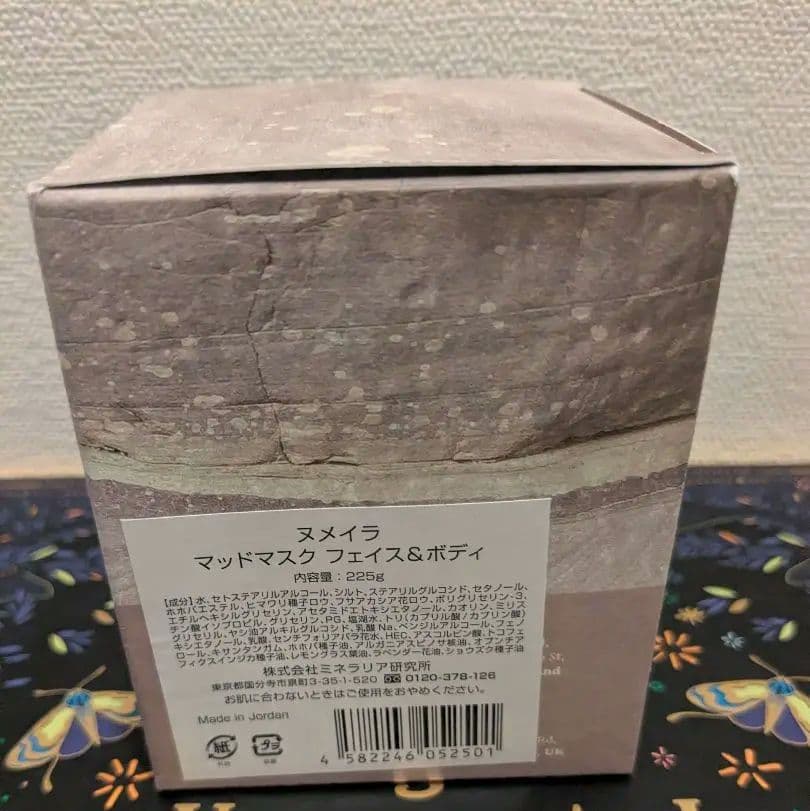 ヌメイラ
マッドマスク フェイス&ボディ
内容量:225g
【成分】水、セトステアリルアルコール、シルト、ステアリルグルコシド、セタノール、
ホホバエステル、ヒマワリ種子ロウ、フサアカシア花ロウ、ポリグリセリン-3、
エチルヘキシルグリセリン、アセタミドエトキシエタノール、カオリン、ミリス
チン酸イソプロピル、グリセリン、PG、塩湖水、トリ(カプリル酸/カプリン酸)
グリセリル、ヤシ油アルキルグルコシド、乳酸Na、ベンジルアルコール、フェノ
キシエタノール、乳酸、センチフォリアバラ花水、HEC、アスコルビン酸、トコフェ
ロール、キサンタンガム、ホホバ種子油、アルガニアスピノサ核油、オプンチア
フィクスインジカ種子油、レモングラス葉油、ラベンダー花油、ショウズク種子油
株式会社ミネラリア研究所
東京都国分寺市泉町3-35-1-520 0120-378-126
お肌に合わないときはご使用をおやめください。
Made in Jordan
紙
プラ
4 582246 052501
St,
nd
Rd,
UK